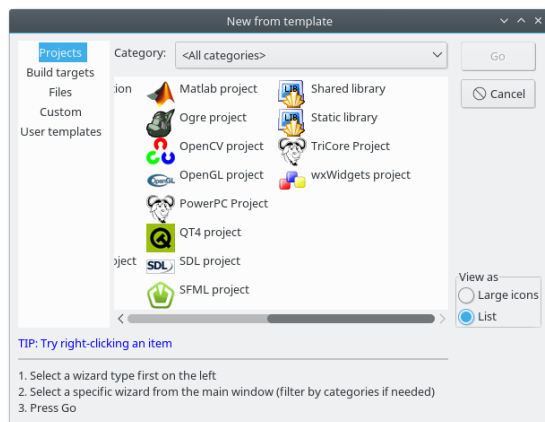 New from template
Projects
Build targets
Files
Custom
User templates
Category: <All categories>
Go
Cancel
ion
Matlab project
Shared library
Ogre project
Static library
OpenCV project
TriCore Project
OpenGL project
wxWidgets project
PowerPC Project
QT4 project
oject
SDL project
SFML project
LIB
LIB
OpenGL
SDL
View as
Large icons
List
TIP: Try right-clicking an item
1. Select a wizard type first on the left
2. Select a specific wizard from the main window (filter by categories if needed)
3. Press Go